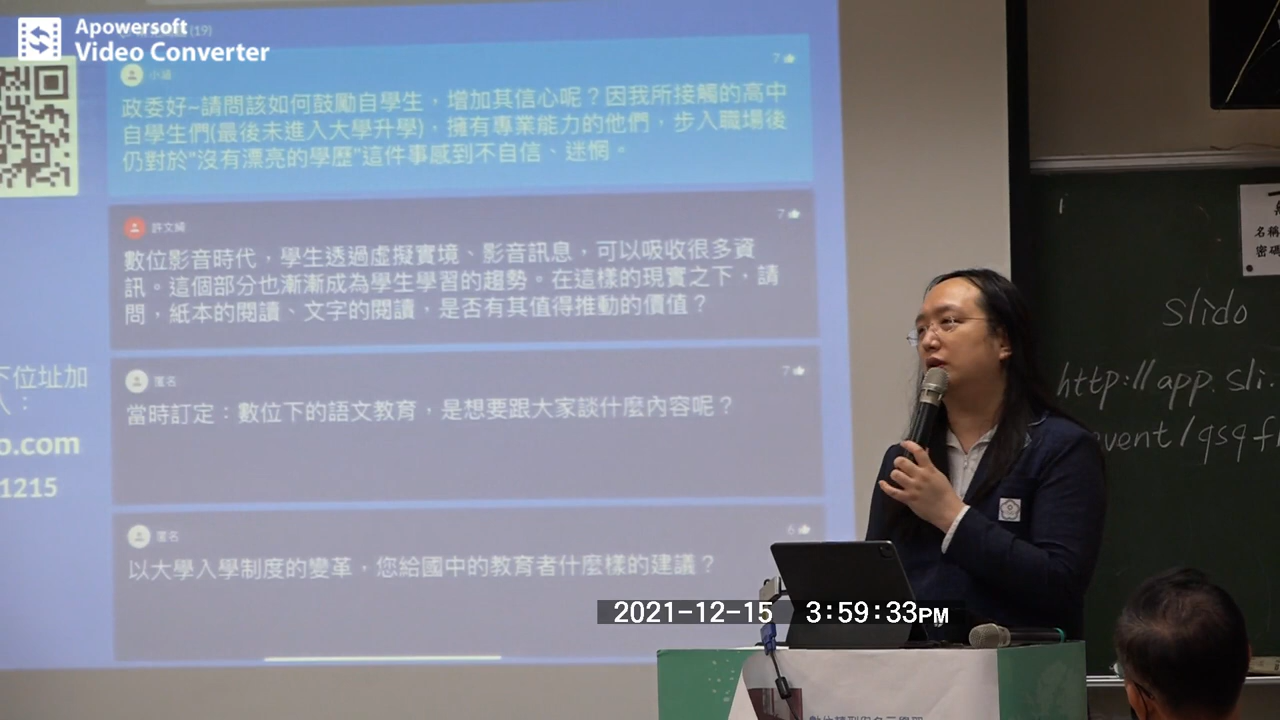 Apowersoft
Video Converter
(19)
小涵
7
政委好~請問該如何鼓勵自學生，增加其信心呢？因我所接觸的高中
自學生們(最後未進入大學升學)，擁有專業能力的他們，步入職場後
仍對於"沒有漂亮的學歷"這件事感到不自信、迷惘。
許文綺
7
數位影音時代，學生透過虛擬實境、影音訊息，可以吸收很多資
訊。這個部分也漸漸成為學生學習的趨勢。在這樣的現實之下，請
問，紙本的閱讀、文字的閱讀，是否有其值得推動的價值？
匿名
7
當時訂定：數位下的語文教育，是想要跟大家談什麼內容呢？
匿名
6
以大學入學制度的變革，您給國中的教育者什麼樣的建議？
下位址加
入：
o.com
1215
名稱
密碼
slido
http://app.sli.
event/qsqf
2021-12-15 3:59:33PM